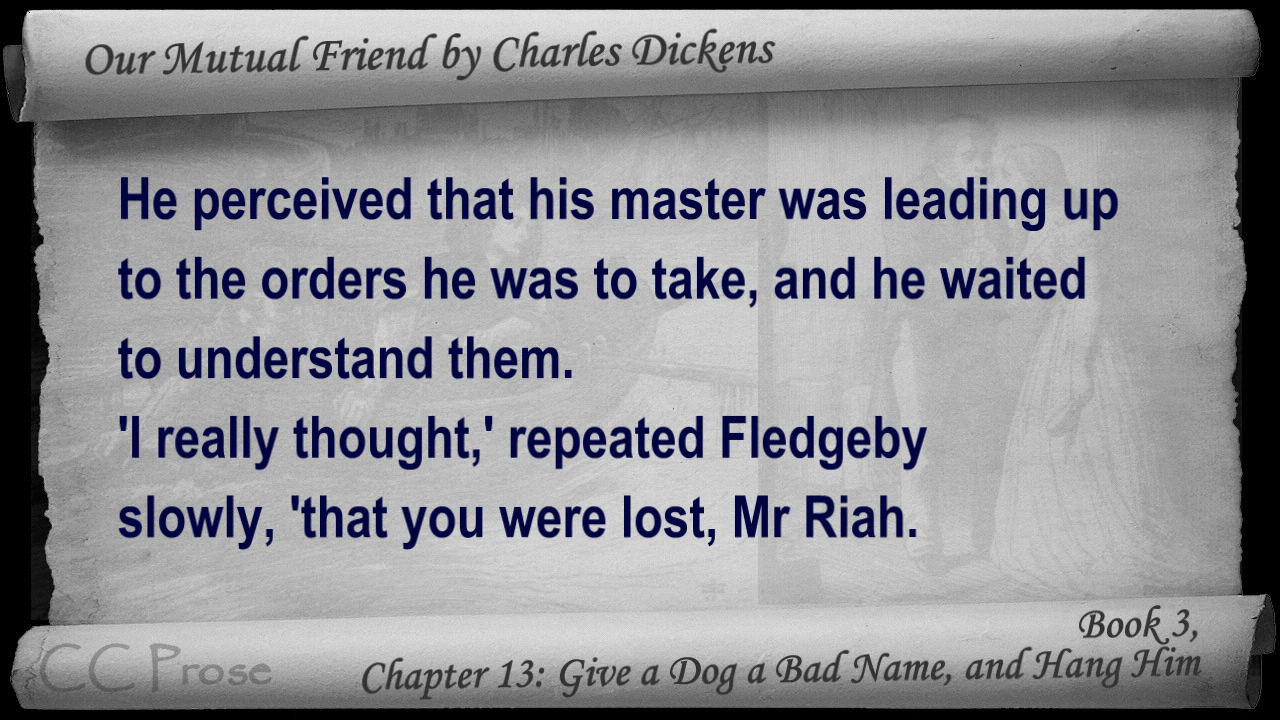 Our Mutual Friend by Charles Dickens
He perceived that his master was leading up
to the orders he was to take, and he waited
to understand them.
'I really thought,' repeated Fledgeby
slowly, 'that you were lost, Mr Riah.
Book 3,
CC Prose
Chapter 13: Give a Dog a Bad Name, and Hang Him